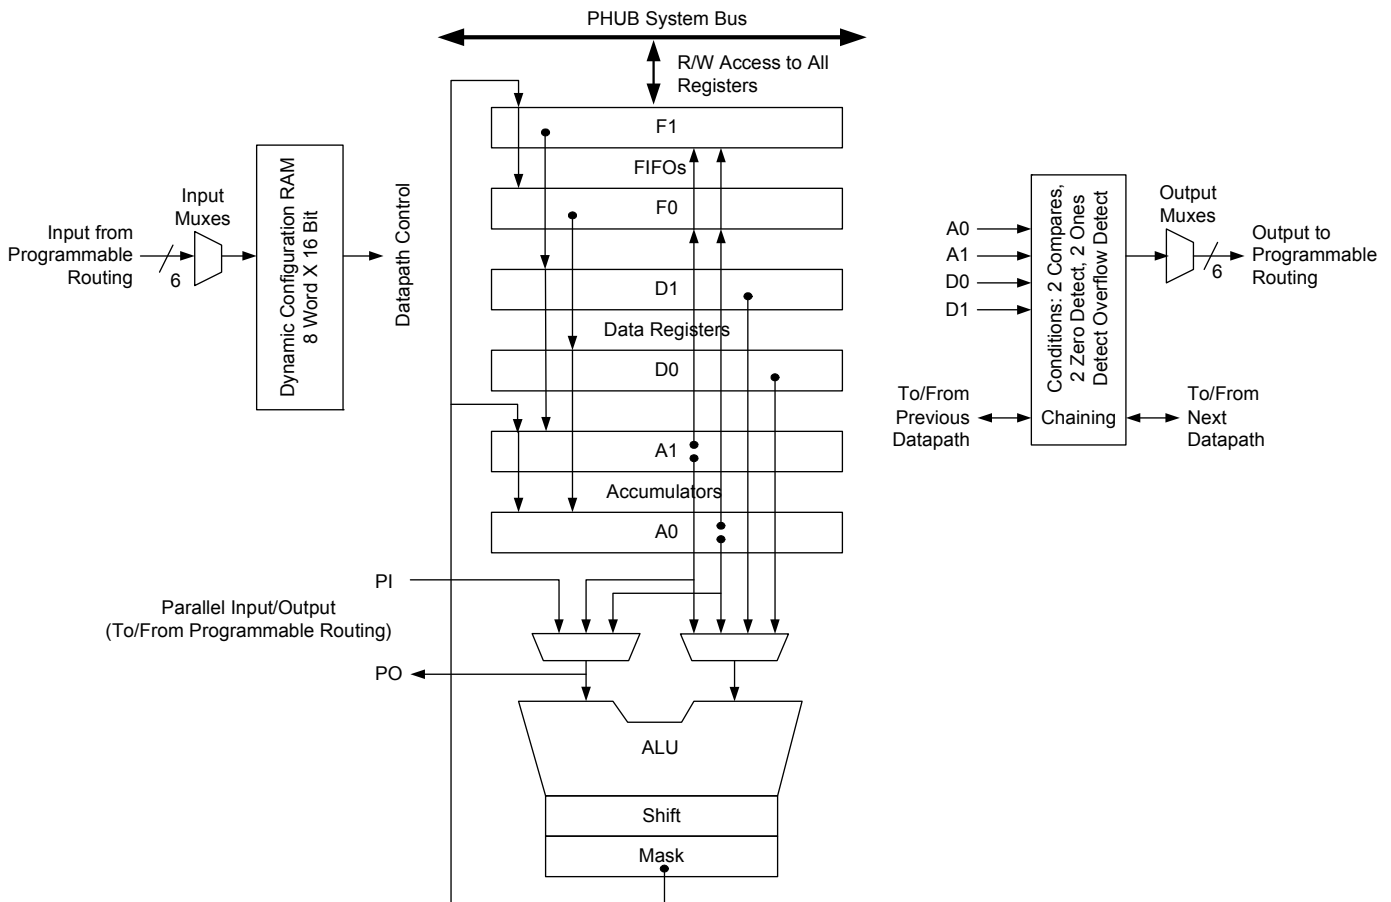 PHUB System Bus
R/W Access to All
Registers
F1
FIFOs
F0
D1
Data Registers
D0
A1
Accumulators
A0
Input from
Programmable
Routing
6
Input
Muxes
Dynamic Configuration RAM
8 Word X 16 Bit
Datapath Control
A0
A1
D0
D1
Conditions: 2 Compares,
2 Zero Detect, 2 Ones
Detect Overflow Detect
Output
Muxes
6
Output to
Programmable
Routing
To/From
Previous
Datapath
Chaining
To/From
Next
Datapath
PI
Parallel Input/Output
(To/From Programmable Routing)
PO
ALU
Shift
Mask